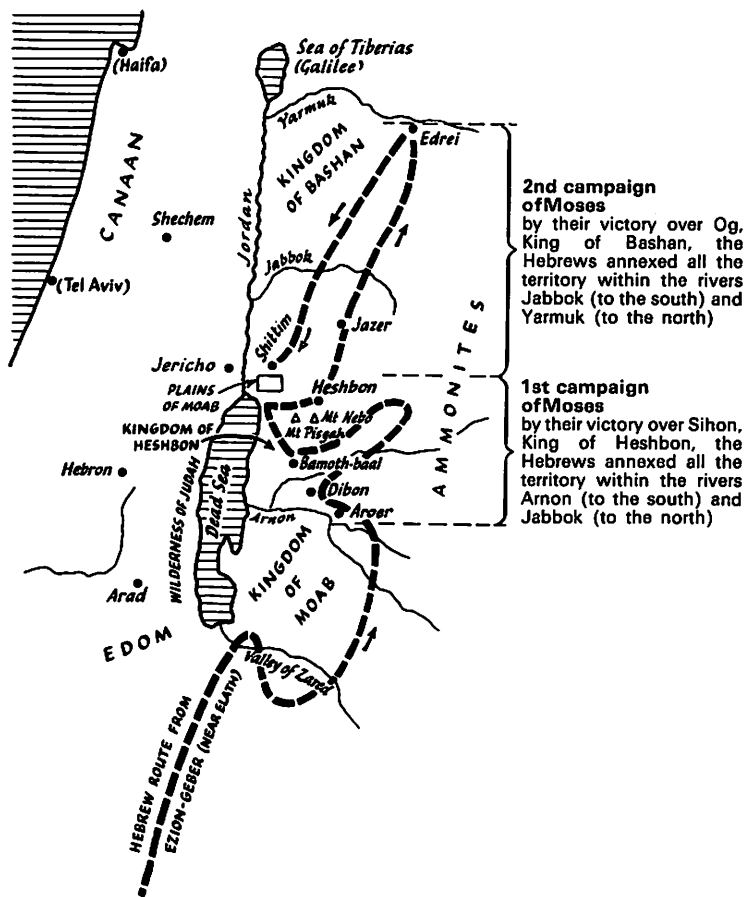 Sea of Tiberias
(Galilee)
(Haifa)
Yarmuk
Edrei
KINGDOM
OF BASHAN
CANAAN
Shechem
Jordan
Jabbok
(Tel Aviv)
Shittim
Jazer
Jericho
PLAINS
OF MOAB
Heshbon
Mt Nebo
Mt Pisgah
KINGDOM OF
HESHBON
AMMONITES
Hebron
Bamoth-baal
WILDERNESS OF JUDAH
Dead Sea
Dibon
Arnon
Aroer
KINGDOM
OF
MOAB
Arad
EDOM
Valley of Zared
HEBREW ROUTE FROM
EZION-GEBER (NEAR ELATH)
2nd campaign
of Moses
by their victory over Og,
King of Bashan, the
Hebrews annexed all the
territory within the rivers
Jabbok (to the south) and
Yarmuk (to the north)
1st campaign
of Moses
by their victory over Sihon,
King of Heshbon, the
Hebrews annexed all the
territory within the rivers
Arnon (to the south) and
Jabbok (to the north)